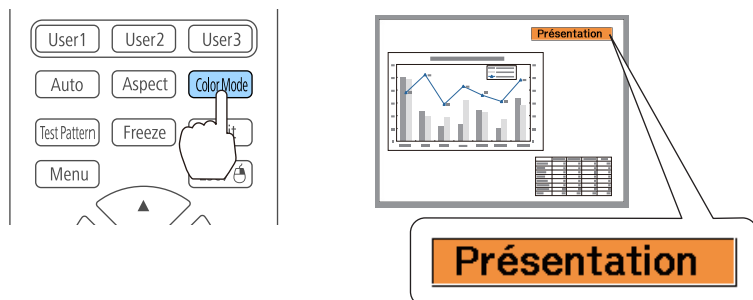 User1 User2 User3
Auto Aspect Color Mode
Test Pattern Freeze
Menu
Présentation
Présentation